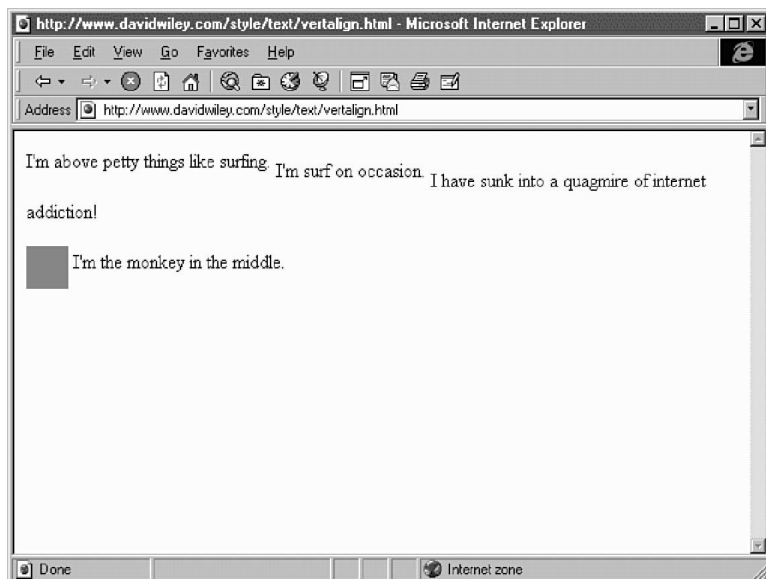 http://www.davidwiley.com/style/text/vertalign.html - Microsoft Internet Explorer
File Edit View Go Favorites Help
Address http://www.davidwiley.com/style/text/vertalign.html
I'm above petty things like surfing. I'm surf on occasion. I have sunk into a quagmire of internet
addiction!
I'm the monkey in the middle.
Done Internet zone